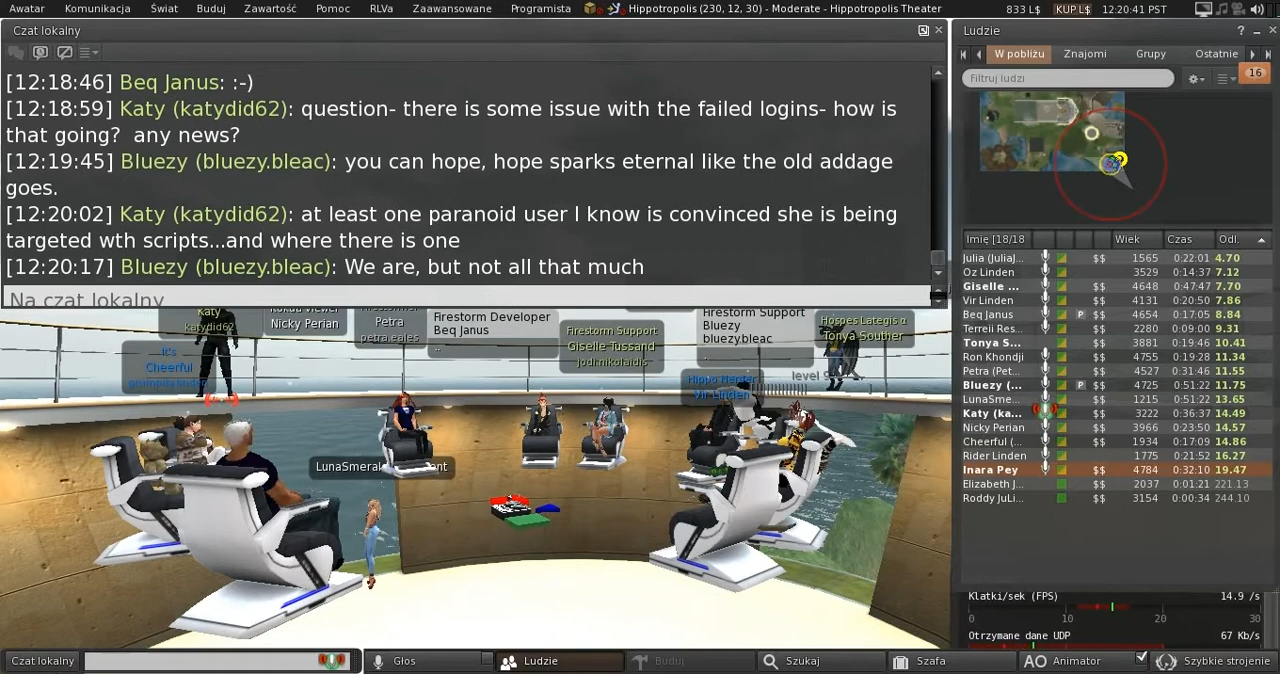 Awatar Komunikacja Świat Buduj Zawartość Pomoc RLVa Zaawansowane Programista Hippotropolis (230, 12, 30) - Moderate - Hippotropolis Theater 833 L$ KUP L$ 12:20:41 PST
Czat lokalny
[12:18:46] Beq Janus: :-)
[12:18:59] Katy (katydid62): question- there is some issue with the failed logins- how is
that going? any news?
[12:19:45] Bluezy (bluezy.bleac): you can hope, hope sparks eternal like the old addage
goes.
[12:20:02] Katy (katydid62): at least one paranoid user I know is convinced she is being
targeted wth scripts...and where there is one
[12:20:17] Bluezy (bluezy.bleac): We are, but not all that much
Na czat lokalny
Katy
katydid62
Nicky Perian
Petra
petra.eales
Firestorm Developer
Beq Janus
..
Firestorm Support
Giselle Tussand
jodi.nikolaidis
Firestorm Support
Bluezy
bluezy.bleac
Hospes Lategis α
Tonya Souther
It's
Cheerful
Vir Linden
level
LunaSmerak
Ludzie
W pobliżu Znajomi Grupy Ostatnie
16
Filtruj ludzi
Imię [18/18 Wiek Czas Odl.
Julia (JuliaJ... $$ 1565 0:22:01 4.70
Oz Linden 3529 0:14:37 7.12
Giselle ... $$ 4648 0:47:47 7.70
Vir Linden 4131 0:20:50 7.86
Beq Janus P $$ 4654 0:17:05 8.84
Terreii Res... $$ 2280 0:09:00 9.31
Tonya S... $$ 3881 0:19:46 10.41
Ron Khondji $$ 4755 0:19:28 11.34
Petra (Pet... $$ 4527 0:31:46 11.55
Bluezy (... P $$ 4725 0:51:22 11.75
LunaSme... $$ 1215 0:51:22 13.65
Katy (ka... $$ 3222 0:36:37 14.49
Nicky Perian $$ 3966 0:23:50 14.57
Cheerful (... $$ 1934 0:17:09 14.86
Rider Linden 1775 0:21:52 16.27
Inara Pey $$ 4784 0:32:10 19.47
Elizabeth J... $$ 2037 0:01:21 221.13
Roddy JuLi... $$ 3154 0:00:34 244.10
Klatki/sek (FPS) 14.9 /s
0 10 20 30
Otrzymane dane UDP 67 Kb/s
Czat lokalny Głos Ludzie Buduj Szukaj Szafa AO Animator Szybkie strojenie